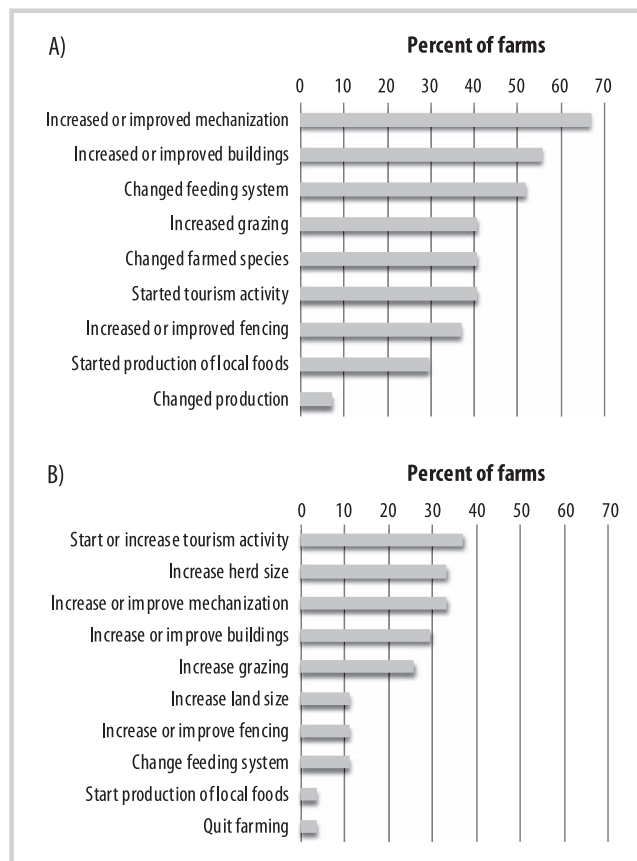 A)
Percent of farms
0 10 20 30 40 50 60 70
Increased or improved mechanization
Increased or improved buildings
Changed feeding system
Increased grazing
Changed farmed species
Started tourism activity
Increased or improved fencing
Started production of local foods
Changed production
B)
Percent of farms
0 10 20 30 40 50 60 70
Start or increase tourism activity
Increase herd size
Increase or improve mechanization
Increase or improve buildings
Increase grazing
Increase land size
Increase or improve fencing
Change feeding system
Start production of local foods
Quit farming